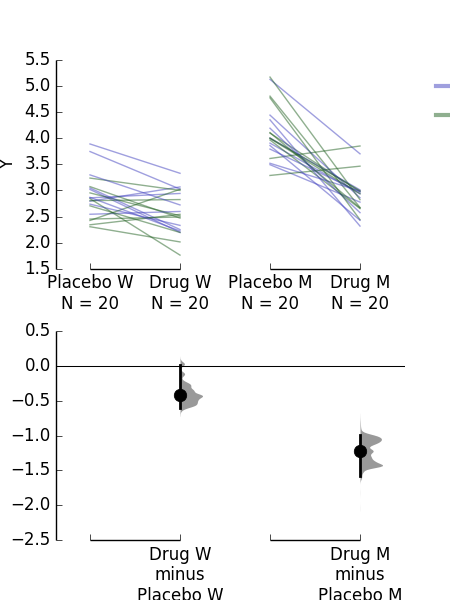 5.5
5.0
4.5
4.0
3.5
3.0
2.5
2.0
1.5
Y
Placebo W
N = 20
Drug W
N = 20
Placebo M
N = 20
Drug M
N = 20
0.5
0.0
−0.5
−1.0
−1.5
−2.0
−2.5
Drug W
minus
Placebo W
Drug M
minus
Placebo M